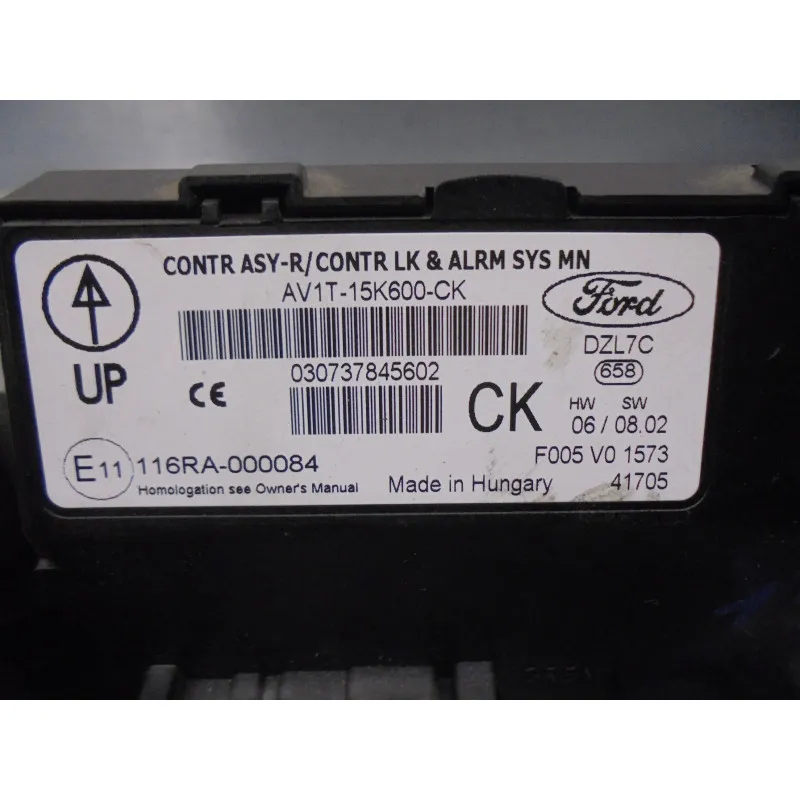 CONTR ASY-R/CONTR LK & ALRM SYS MN
AV1T-15K600-CK
Ford
UP
CE
030737845602
CK
DZL7C
658
HW SW
06 / 08.02
E11 116RA-000084
Homologation see Owner's Manual
Made in Hungary
F005 V0 1573
41705